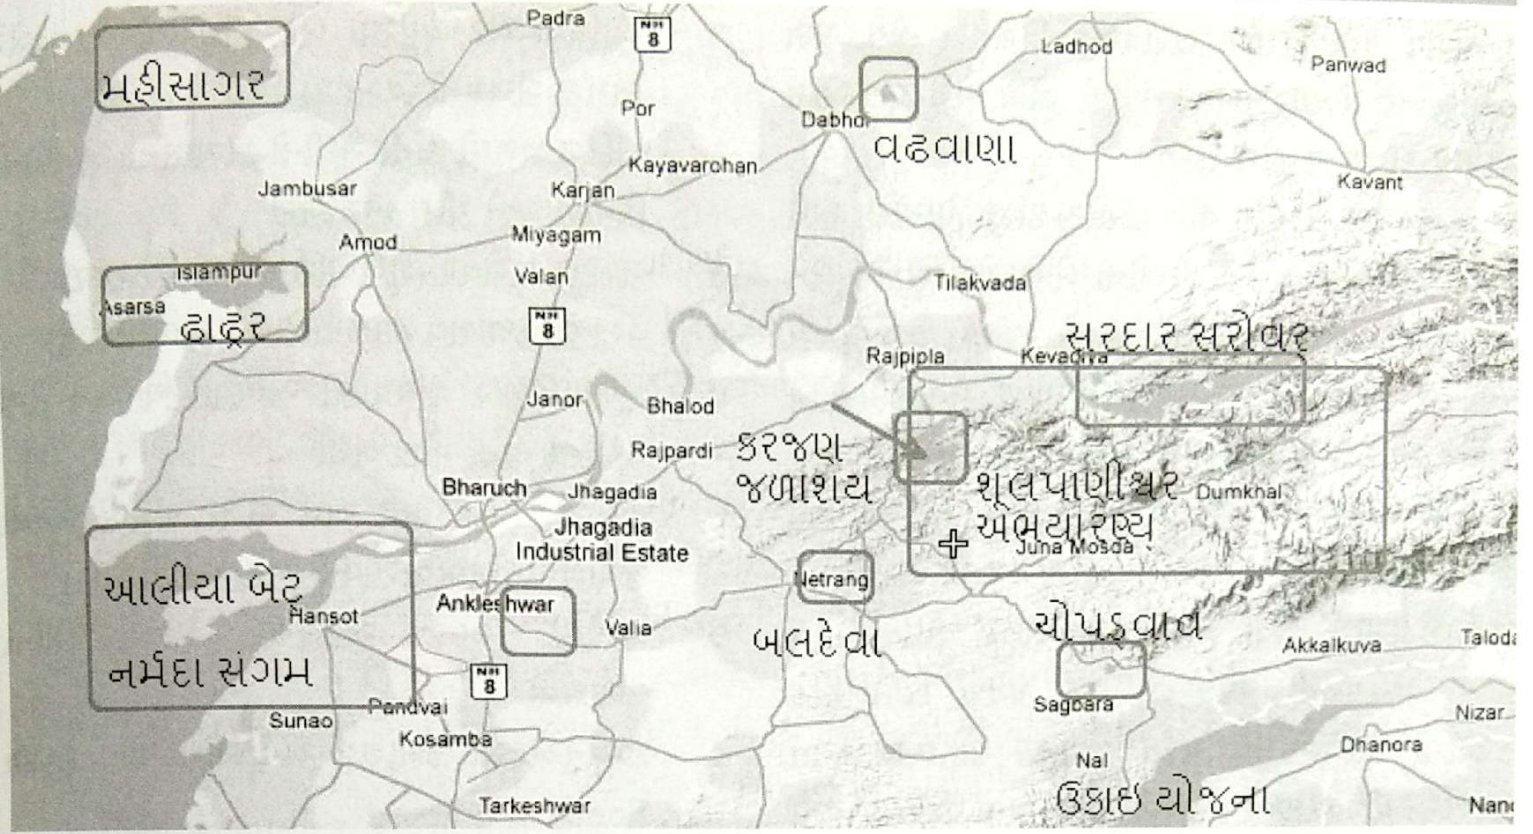 Padra
NH
8
Ladhod
Panwad
મહીસાગર
Por
Dabhoi
વઢવાણા
Kayavarohan
Kavant
Jambusar
Karjan
Amod
Miyagam
Islampur
Valan
Tilakvada
Asarsa
ઢાઢર
NH
8
સરદાર સરોવર
Rajpipla
Kevadiya
Janor
Bhalod
Rajpardi
કરજણ
જળાશય
Bharuch
Jhagadia
શૂલપાણીશ્વર
Dumkhal
અભયારણ્ય
Jhagadia
Industrial Estate
Juna Mosda
આલીયા બેટ
Netrang
Hansot
Ankleshwar
Valia
બલદેવા
ચોપડવાવ
Akkalkuva
Taloda
નર્મદા સંગમ
NH
8
Pandvai
Sagbara
Sunao
Nizar
Kosamba
Dhanora
Nal
ઉકાઇ યોજના
Tarkeshwar